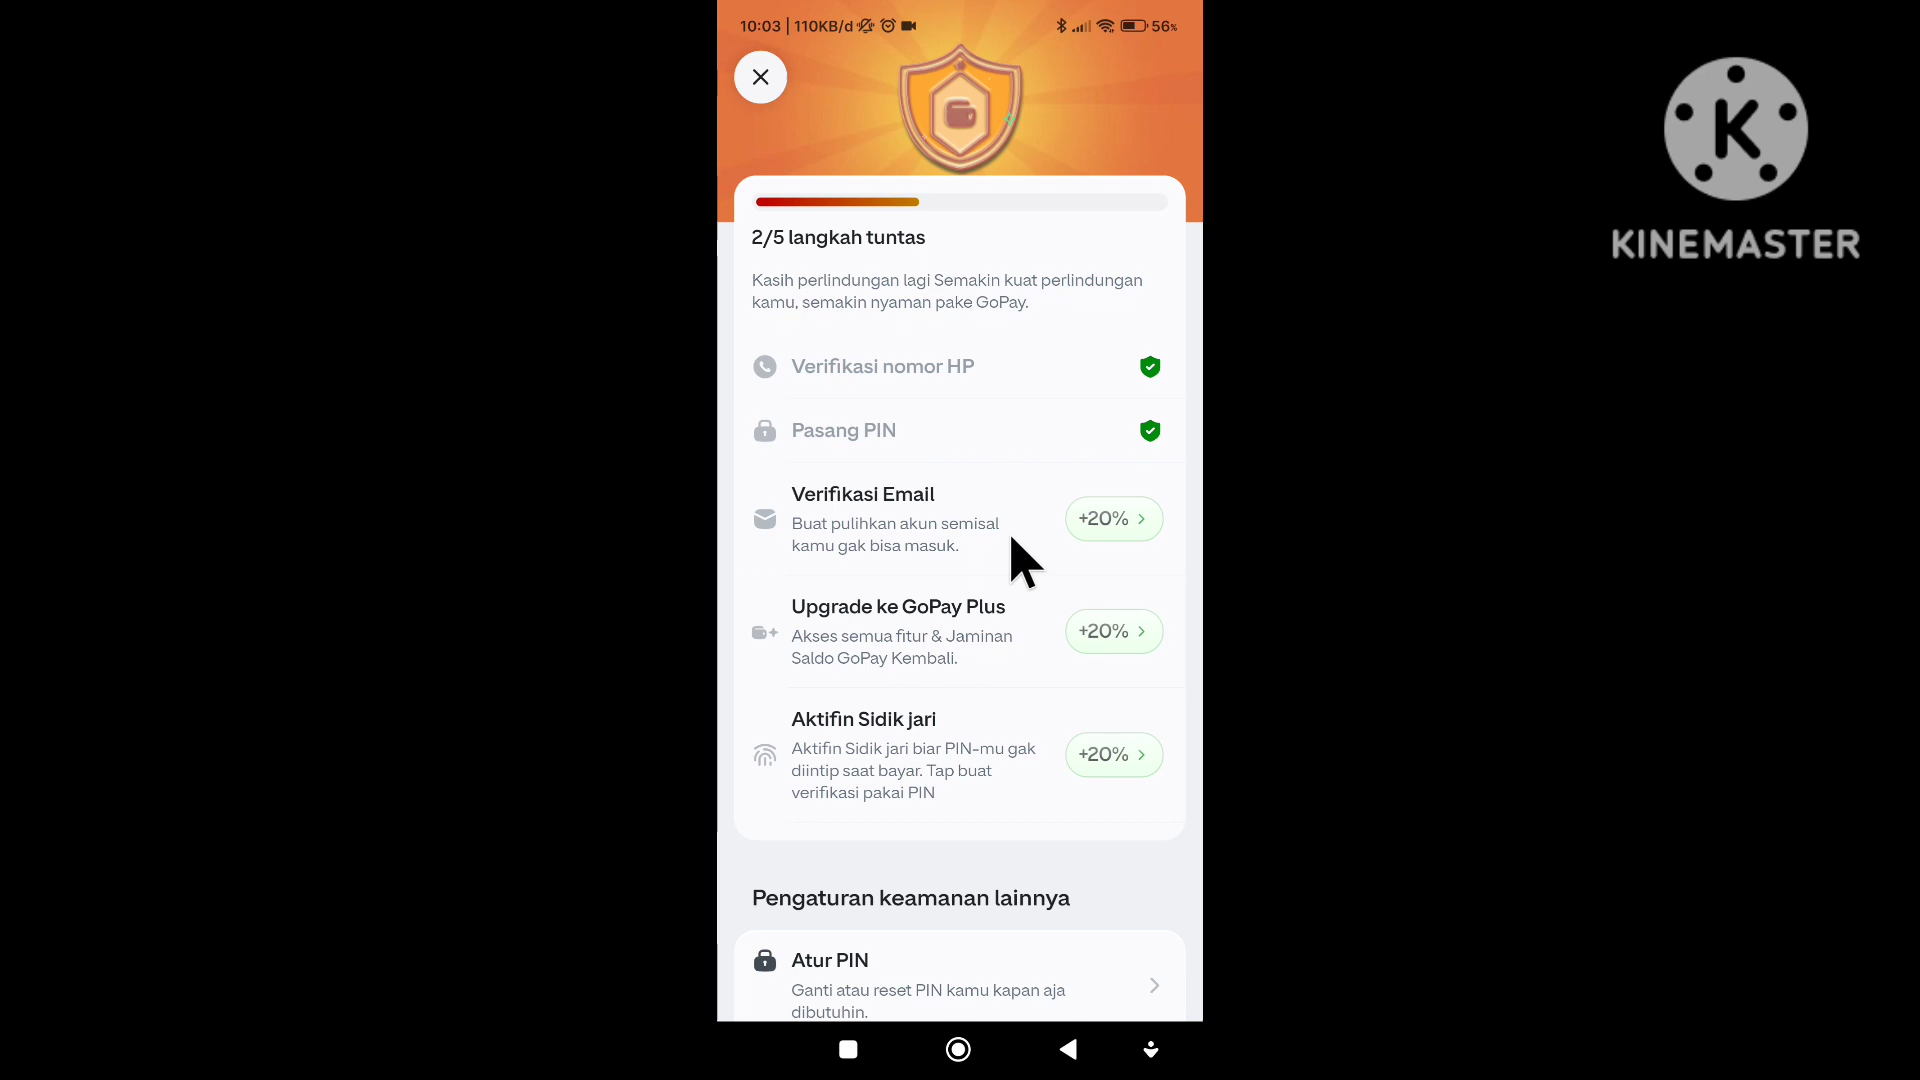 10:03 | 110KB/d
56%
KINEMASTER
2/5 langkah tuntas
Kasih perlindungan lagi Semakin kuat perlindungan
kamu, semakin nyaman pake GoPay.
Verifikasi nomor HP
Pasang PIN
Verifikasi Email
Buat pulihkan akun semisal
kamu gak bisa masuk.
+20%
Upgrade ke GoPay Plus
Akses semua fitur & Jaminan
Saldo GoPay Kembali.
+20%
Aktifin Sidik jari
Aktifin Sidik jari biar PIN-mu gak
diintip saat bayar. Tap buat
verifikasi pakai PIN
+20%
Pengaturan keamanan lainnya
Atur PIN
Ganti atau reset PIN kamu kapan aja
dibutuhin.